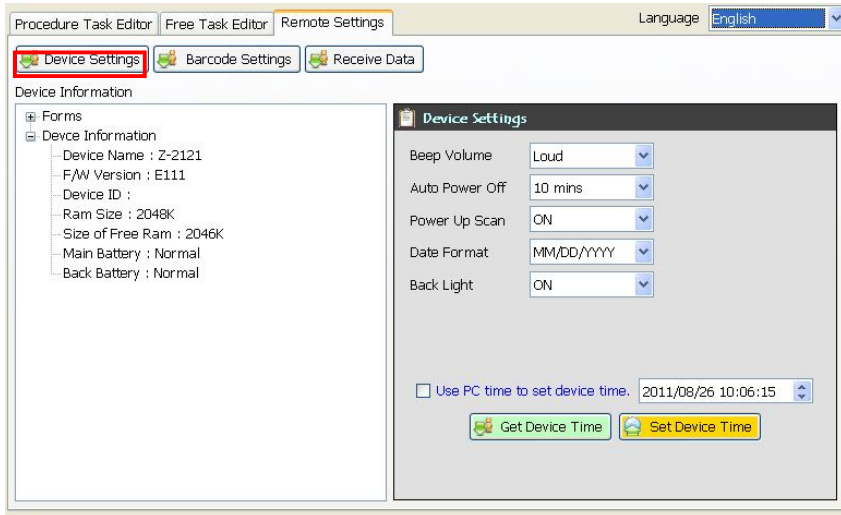 Procedure Task Editor Free Task Editor Remote Settings Language English
Device Settings Barcode Settings Receive Data
Device Information
Forms
Devce Information
Device Name : Z-2121
F/W Version : E111
Device ID :
Ram Size : 2048K
Size of Free Ram : 2046K
Main Battery : Normal
Back Battery : Normal
Device Settings
Beep Volume Loud
Auto Power Off 10 mins
Power Up Scan ON
Date Format MM/DD/YYYY
Back Light ON
Use PC time to set device time. 2011/08/26 10:06:15
Get Device Time Set Device Time